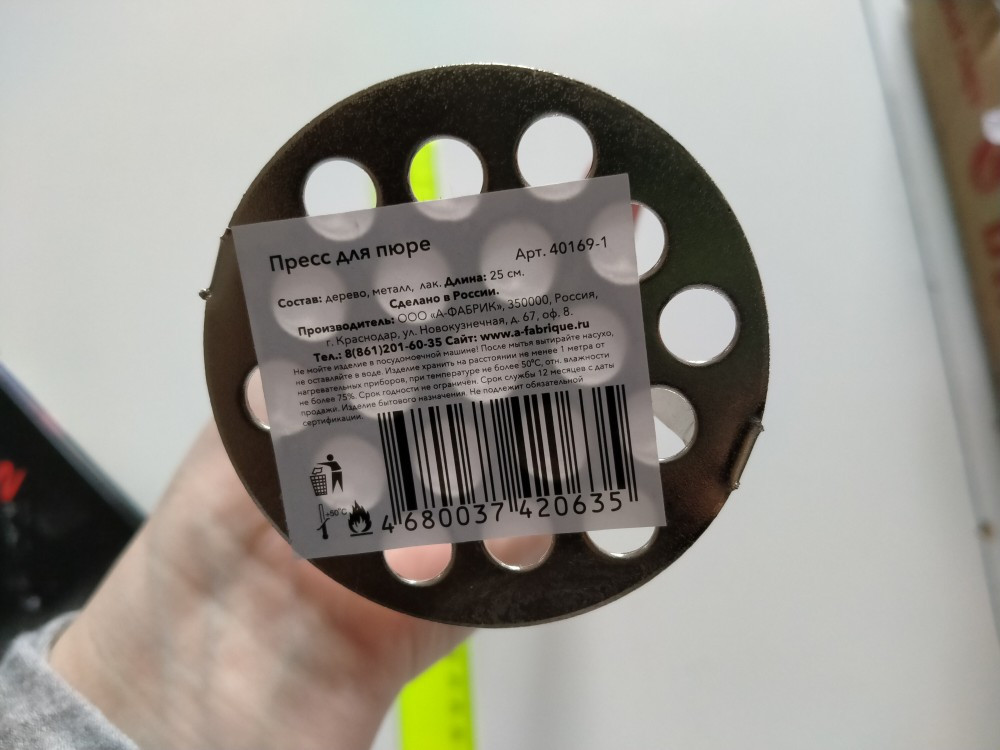 Пресс для пюре
Арт. 40169-1
Состав: дерево, металл, лак. Длина: 25 см.
Сделано в России.
Производитель: ООО «А-ФАБРИК», 350000, Россия,
г. Краснодар, ул. Новокузнечная, д. 67, оф. 8.
Тел.: 8(861)201-60-35 Сайт: www.a-fabrique.ru
Не мойте изделие в посудомоечной машине! После мытья вытирайте насухо,
не оставляйте в воде. Изделие хранить на расстоянии не менее 1 метра от
нагревательных приборов, при температуре не более 50°С, отн. влажности
не более 75%. Срок годности не ограничен. Срок службы 12 месяцев с даты
продажи. Изделие бытового назначения. Не подлежит обязательной
сертификации.
+50°C
4 680037 420635